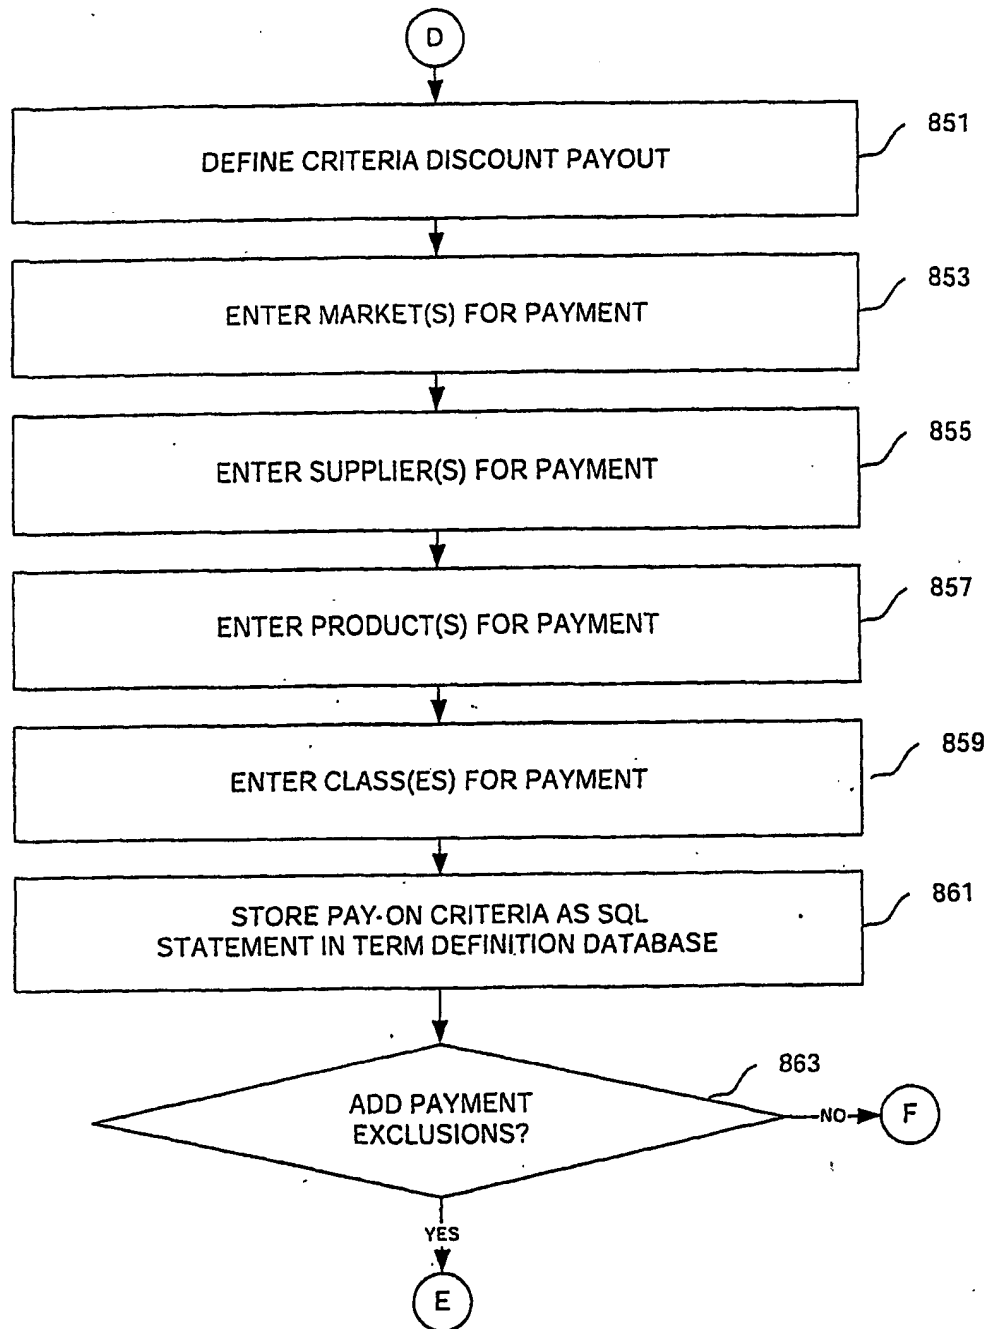 D
DEFINE CRITERIA DISCOUNT PAYOUT
851
ENTER MARKET(S) FOR PAYMENT
853
ENTER SUPPLIER(S) FOR PAYMENT
855
ENTER PRODUCT(S) FOR PAYMENT
857
ENTER CLASS(ES) FOR PAYMENT
859
STORE PAY-ON CRITERIA AS SQL
STATEMENT IN TERM DEFINITION DATABASE
861
ADD PAYMENT
EXCLUSIONS?
863
NO
F
YES
E